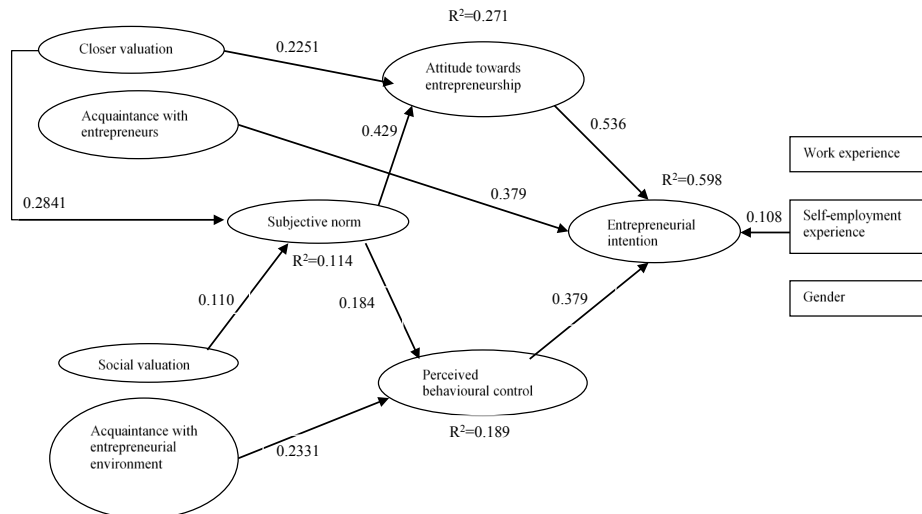 R²=0.271
Closer valuation
0.2251
Attitude towards
entrepreneurship
Acquaintance with
entrepreneurs
0.429
0.536
Work experience
R²=0.598
0.379
0.2841
Subjective norm
Entrepreneurial
intention
0.108
Self-employment
experience
R²=0.114
0.110
0.184
0.379
Gender
Social valuation
Perceived
behavioural control
Acquaintance with
entrepreneurial
environment
0.2331
R²=0.189